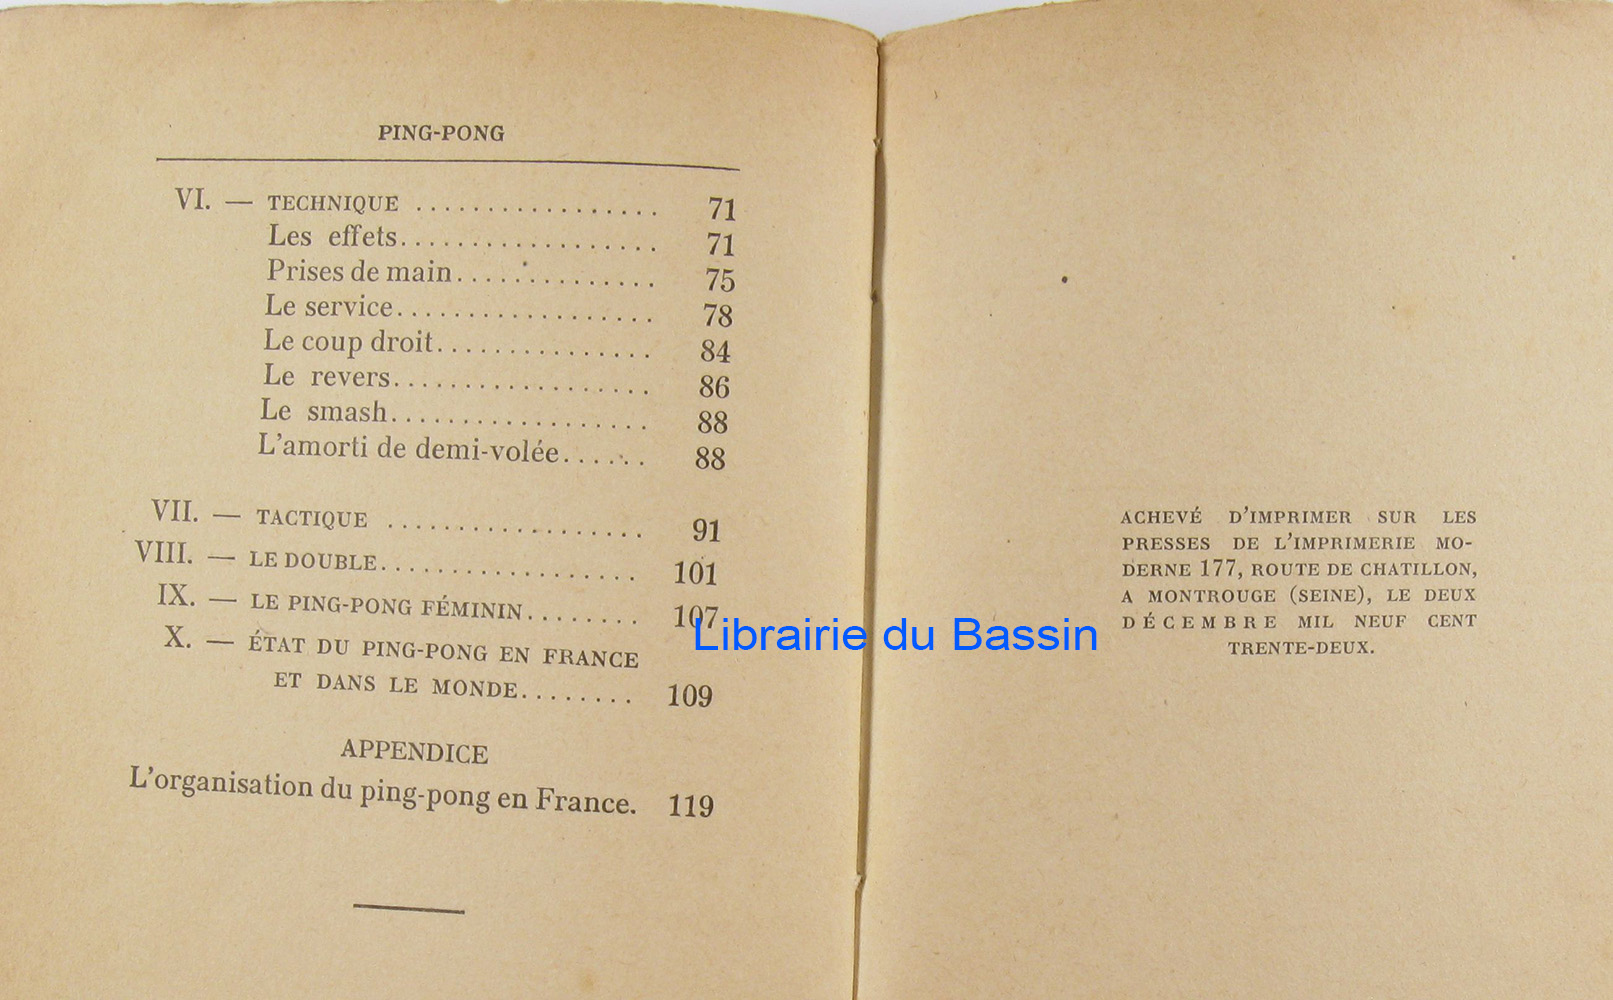 PING-PONG
VI. — TECHNIQUE ................. 71
Les effets.................. 71
Prises de main.............. 75
Le service.................. 78
Le coup droit............... 84
Le revers.................. 86
Le smash.................. 88
L'amorti de demi-volée...... 88
VII. — TACTIQUE .................. 91
VIII. — LE DOUBLE.................. 101
IX. — LE PING-PONG FÉMININ........ 107
X. — ÉTAT DU PING-PONG EN FRANCE
ET DANS LE MONDE........ 109
APPENDICE
L'organisation du ping-pong en France. 119
Librairie du Bassin
ACHEVÉ D'IMPRIMER SUR LES
PRESSES DE L'IMPRIMERIE MO-
DERNE 177, ROUTE DE CHATILLON,
A MONTROUGE (SEINE), LE DEUX
DÉCEMBRE MIL NEUF CENT
TRENTE-DEUX.